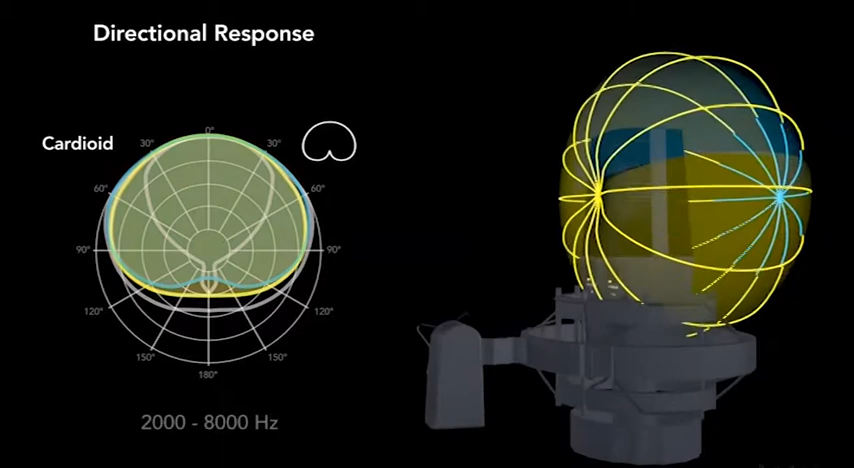 Directional Response
Cardioid
0°
30° 30°
60° 60°
90° 90°
120° 120°
150° 150°
180°
2000 - 8000 Hz